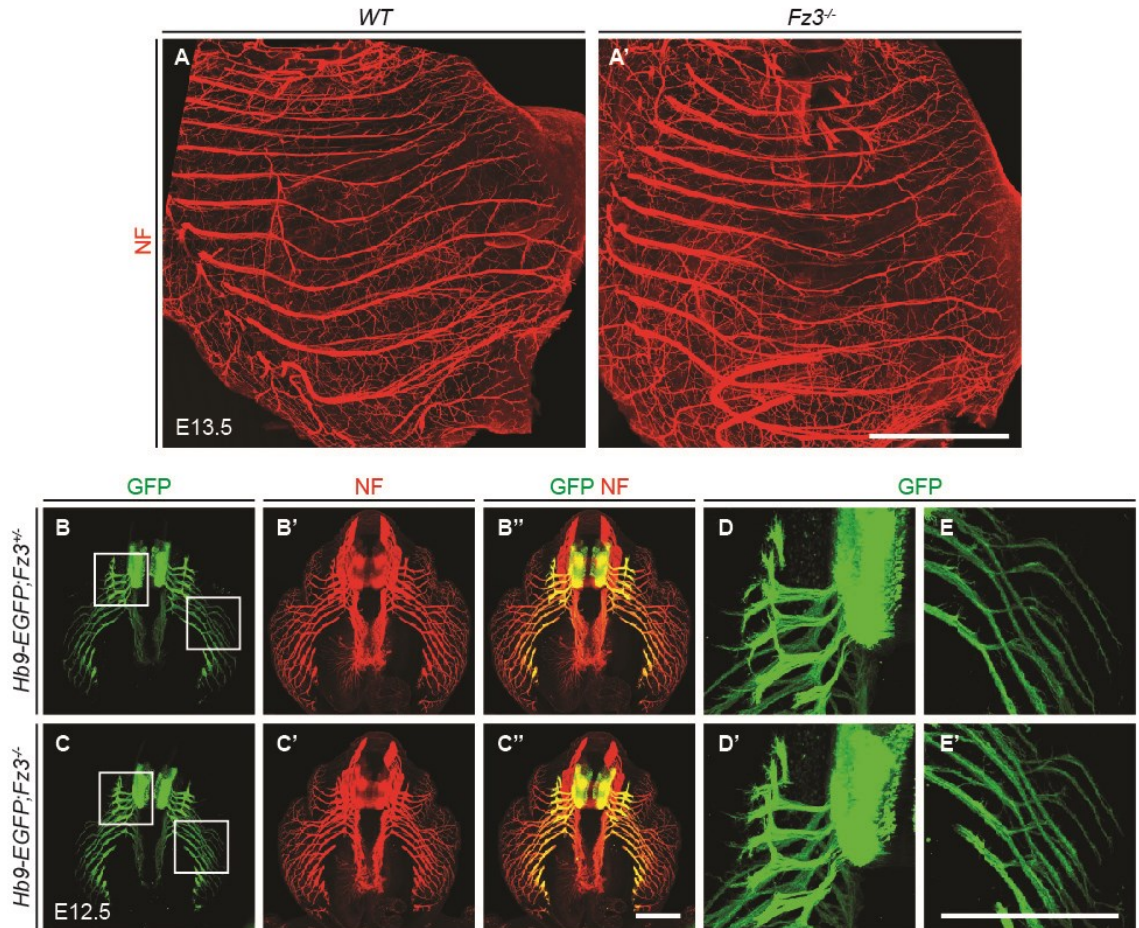 WT
Fz3-/-
NF
A
A'
E13.5
GFP
NF
GFP NF
GFP
Hb9-EGFP;Fz3+/-
B
B'
B''
D
E
Hb9-EGFP;Fz3-/-
C
C'
C''
D'
E'
E12.5